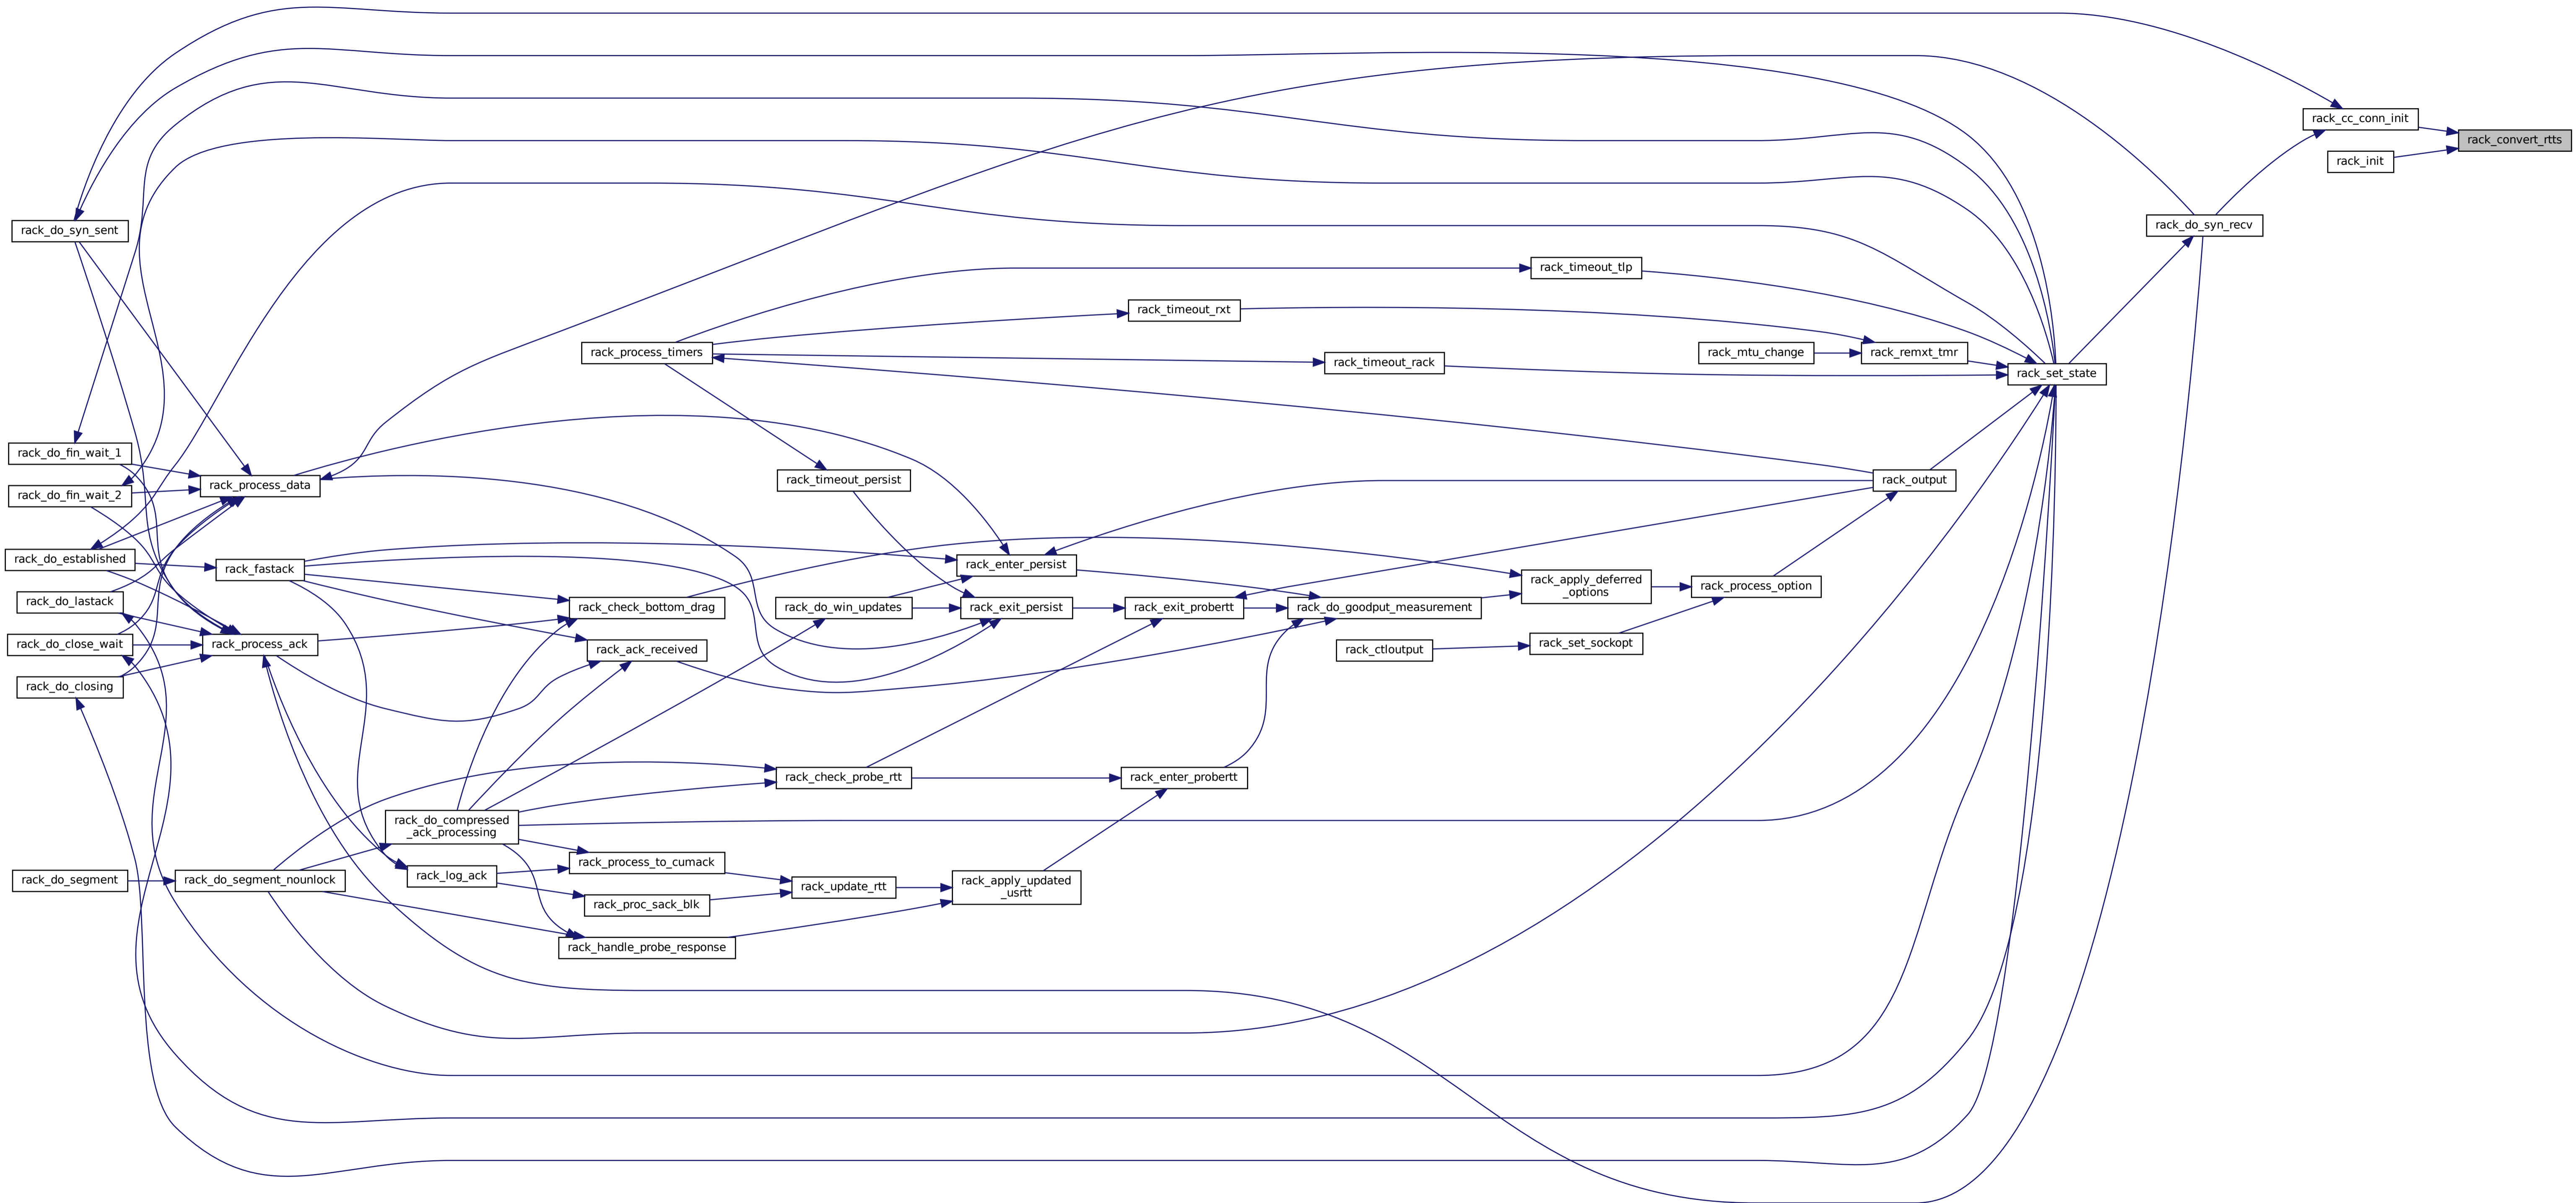 rack_cc_conn_init
rack_convert_rtts
rack_init
rack_do_syn_sent
rack_do_syn_recv
rack_timeout_tlp
rack_timeout_rxt
rack_process_timers
rack_mtu_change
rack_remxt_tmr
rack_timeout_rack
rack_set_state
rack_do_fin_wait_1
rack_process_data
rack_do_fin_wait_2
rack_timeout_persist
rack_output
rack_do_established
rack_fastack
rack_enter_persist
rack_apply_deferred
_options
rack_process_option
rack_do_lastack
rack_check_bottom_drag
rack_do_win_updates
rack_exit_persist
rack_exit_probertt
rack_do_goodput_measurement
rack_do_close_wait
rack_process_ack
rack_ack_received
rack_ctloutput
rack_set_sockopt
rack_do_closing
rack_check_probe_rtt
rack_enter_probertt
rack_do_compressed
_ack_processing
rack_process_to_cumack
rack_do_segment
rack_do_segment_nounlock
rack_log_ack
rack_update_rtt
rack_apply_updated
_usrtt
rack_proc_sack_blk
rack_handle_probe_response